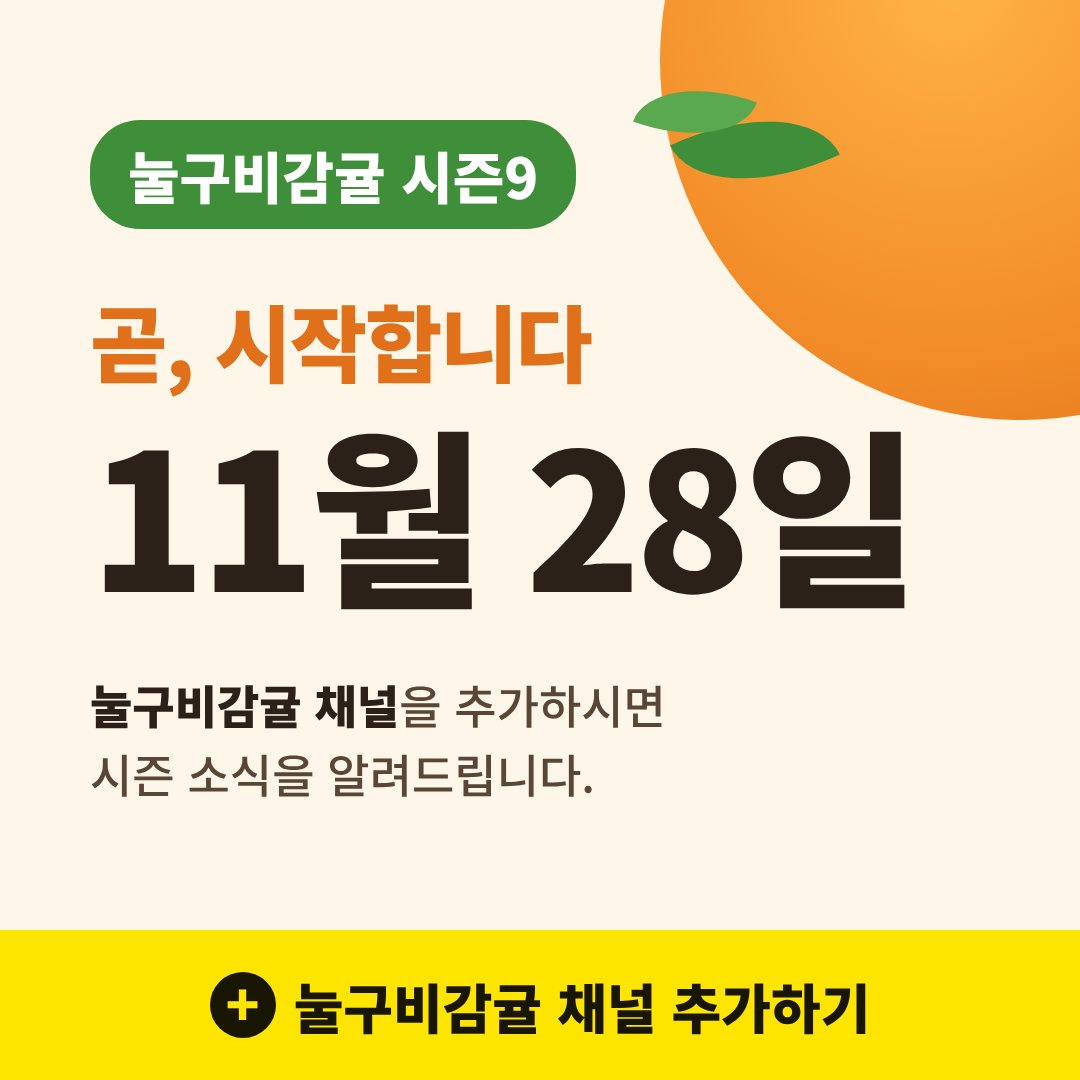 눌구비감귤 시즌9
곧, 시작합니다
11월 28일
눌구비감귤 채널을 추가하시면
시즌 소식을 알려드립니다.
눌구비감귤 채널 추가하기